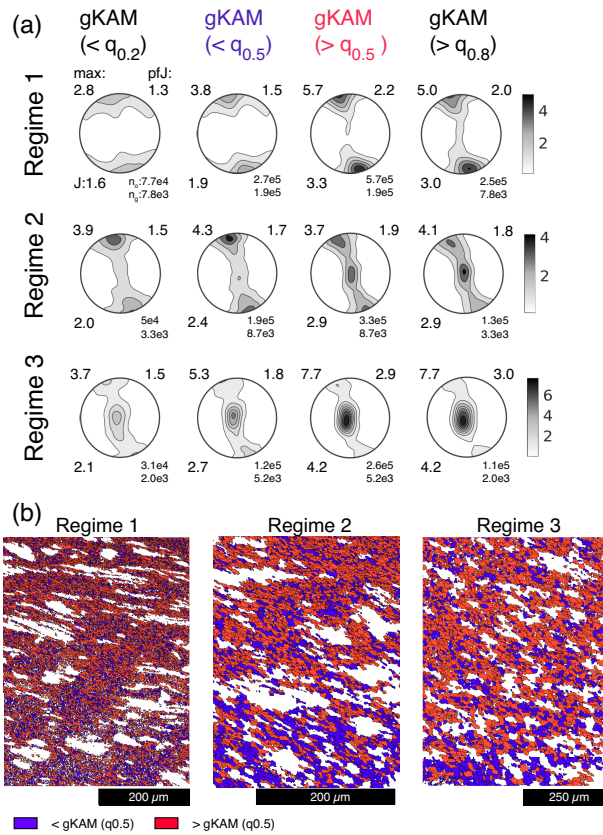 (a)
gKAM gKAM gKAM gKAM
(< q0.2) (< q0.5) (> q0.5) (> q0.8)
Regime 1
max: pfJ:
2.8 1.3 3.8 1.5 5.7 2.2 5.0 2.0
4
2
J:1.6 no:7.7e4 1.9 2.7e5 3.3 5.7e5 3.0 2.5e5
ng:7.8e3 1.9e5 1.9e5 7.8e3
Regime 2
3.9 1.5 4.3 1.7 3.7 1.9 4.1 1.8
4
2
2.0 5e4 2.4 1.9e5 2.9 3.3e5 2.9 1.3e5
3.3e3 8.7e3 8.7e3 3.3e3
Regime 3
3.7 1.5 5.3 1.8 7.7 2.9 7.7 3.0
6
4
2
2.1 3.1e4 2.7 1.2e5 4.2 2.6e5 4.2 1.1e5
2.0e3 5.2e3 5.2e3 2.0e3
(b)
Regime 1 Regime 2 Regime 3
200 µm 200 µm 250 µm
< gKAM (q0.5) > gKAM (q0.5)